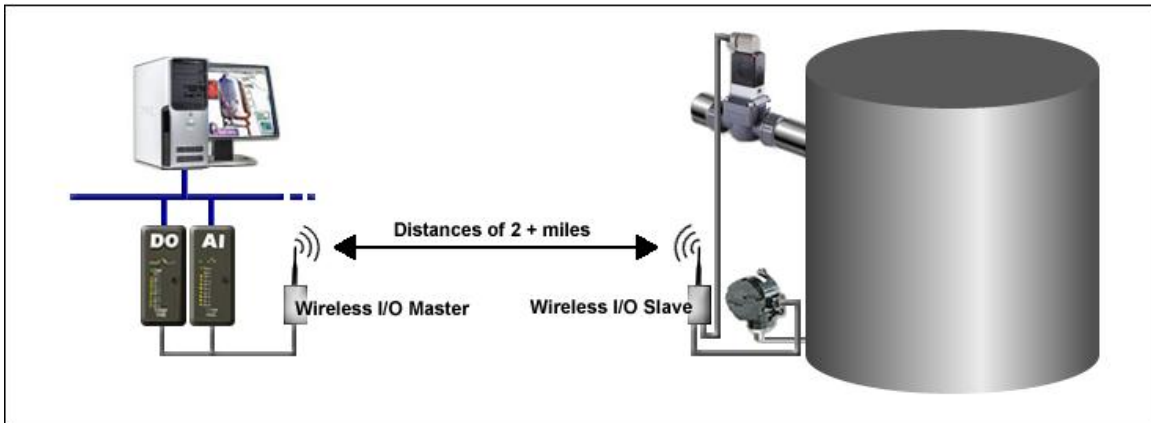 DO
AI
Distances of 2 + miles
Wireless I/O Master
Wireless I/O Slave